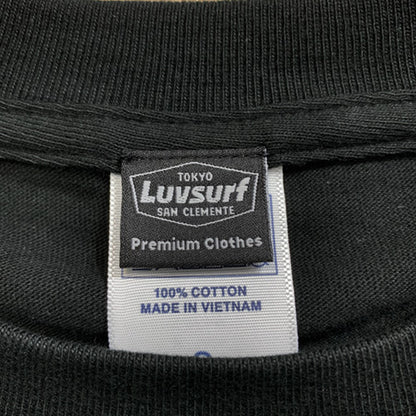 TOKYO
Luvsurf
SAN CLEMENTE
Premium Clothes
100% COTTON
MADE IN VIETNAM